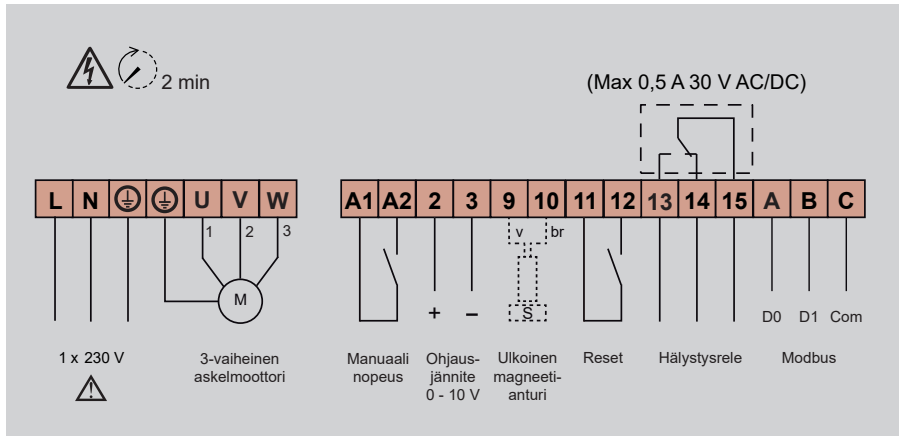 2 min
(Max 0,5 A 30 V AC/DC)
L N U V W
A1 A2 2 3 9 10 11 12 13 14 15 A B C
1 2 3
v br
M
+ –
S
D0 D1 Com
1 x 230 V
3-vaiheinen
askelmoottori
Manuaali
nopeus
Ohjaus-
jännite
0 - 10 V
Ulkoinen
magneeti-
anturi
Reset
Hälystysrele
Modbus